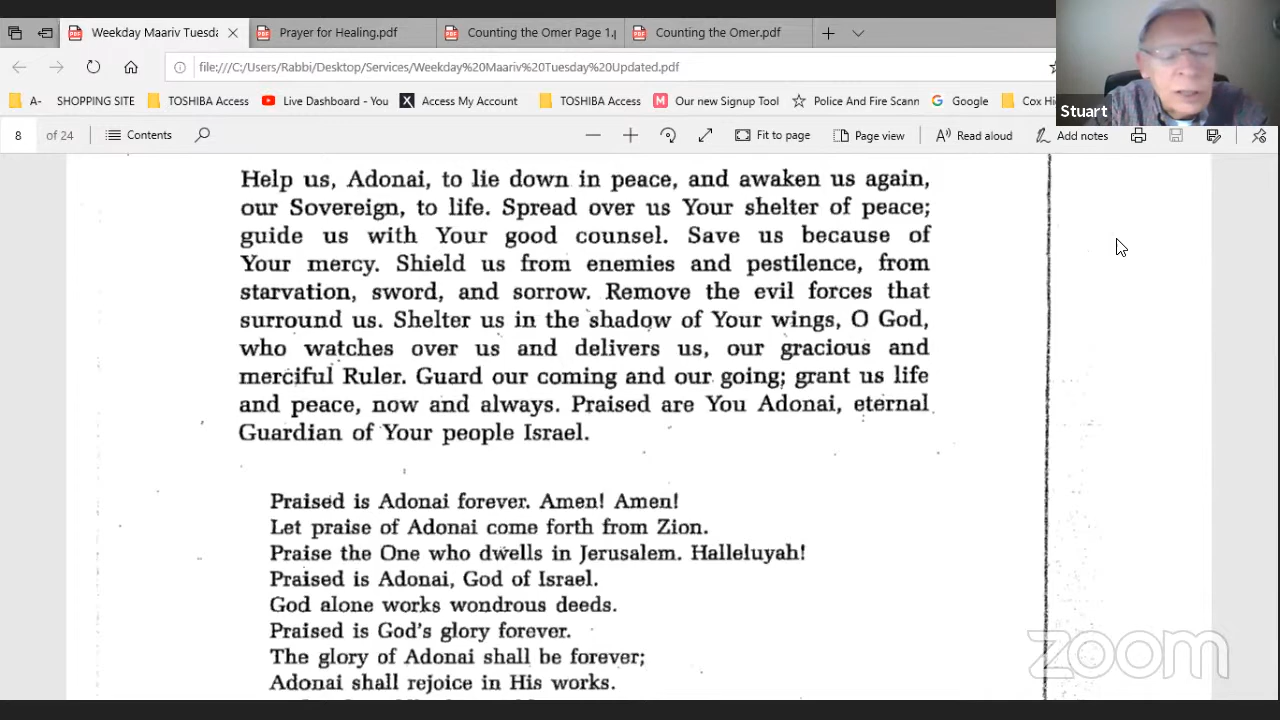 Weekday Maariv Tuesda
Prayer for Healing.pdf
Counting the Omer Page 1.
Counting the Omer.pdf
file:///C:/Users/Rabbi/Desktop/Services/Weekday%20Maariv%20Tuesday%20Updated.pdf
A- SHOPPING SITE
TOSHIBA Access
Live Dashboard - You
Access My Account
TOSHIBA Access
Our new Signup Tool
Police And Fire Scann
Google
Cox Hi
Stuart
8 of 24
Contents
Fit to page
Page view
Read aloud
Add notes
Help us, Adonai, to lie down in peace, and awaken us again,
our Sovereign, to life. Spread over us Your shelter of peace;
guide us with Your good counsel. Save us because of
Your mercy. Shield us from enemies and pestilence, from
starvation, sword, and sorrow. Remove the evil forces that
surround us. Shelter us in the shadow of Your wings, O God,
who watches over us and delivers us, our gracious and
merciful Ruler. Guard our coming and our going; grant us life
and peace, now and always. Praised are You Adonai, eternal
Guardian of Your people Israel.
Praised is Adonai forever. Amen! Amen!
Let praise of Adonai come forth from Zion.
Praise the One who dwells in Jerusalem. Halleluyah!
Praised is Adonai, God of Israel.
God alone works wondrous deeds.
Praised is God's glory forever.
The glory of Adonai shall be forever;
Adonai shall rejoice in His works.
zoom